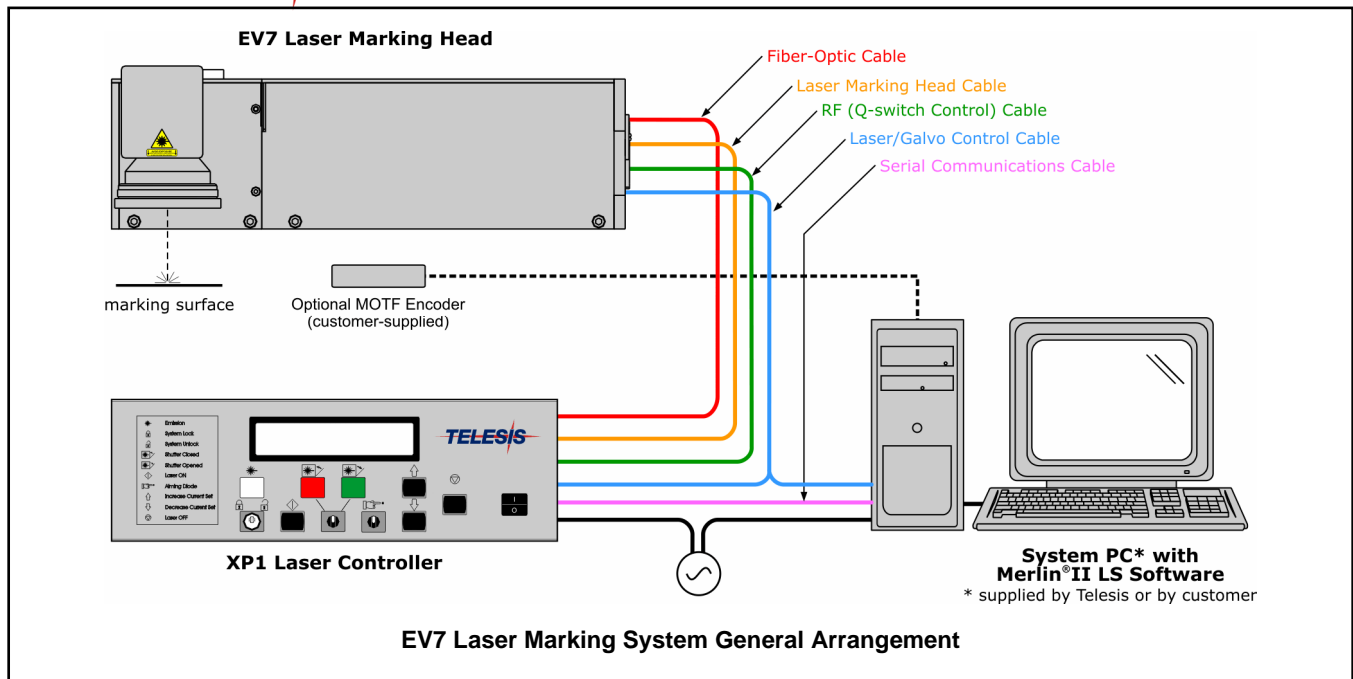 EV7 Laser Marking Head
Fiber-Optic Cable
Laser Marking Head Cable
RF (Q-switch Control) Cable
Laser/Galvo Control Cable
Serial Communications Cable
marking surface
Optional MOTF Encoder
(customer-supplied)
Emission
System Lock
System Unlock
Shutter Closed
Shutter Opened
Laser ON
Aiming Diode
Increase Current Set
Decrease Current Set
Laser OFF
TELESIS
I
O
XP1 Laser Controller
System PC* with
Merlin®II LS Software
* supplied by Telesis or by customer
EV7 Laser Marking System General Arrangement